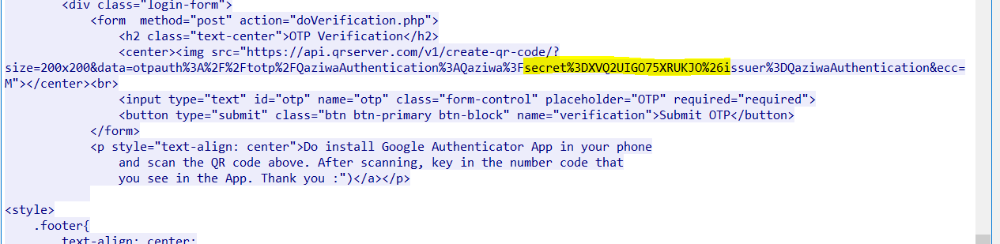 <div class="login-form">
<form  method="post" action="doVerification.php">
<h2 class="text-center">OTP Verification</h2>
<center><img src="https://api.qrserver.com/v1/create-qr-code/?
size=200x200&data=otpauth%3A%2F%2Ftotp%2FQaziwaAuthentication%3AQaziwa%3Fsecret%3DXVQ2UIGO75XRUKJO%26issuer%3DQaziwaAuthentication&ecc=
M"></center><br>
<input type="text" id="otp" name="otp" class="form-control" placeholder="OTP" required="required">
<button type="submit" class="btn btn-primary btn-block" name="verification">Submit OTP</button>
</form>
<p style="text-align: center">Do install Google Authenticator App in your phone
and scan the QR code above. After scanning, key in the number code that
you see in the App. Thank you :")</a></p>
<style>
.footer{
text-align: center;